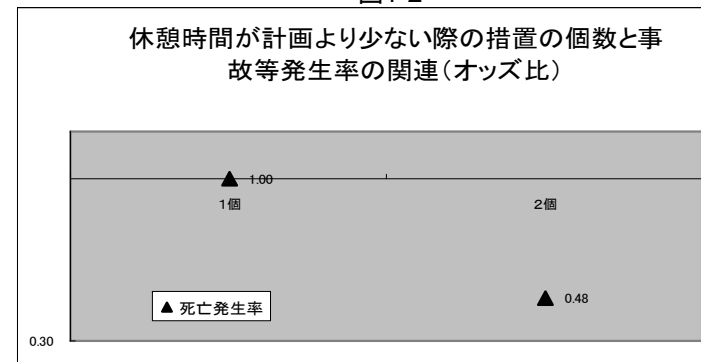 休憩時間が計画より少ない際の措置の個数と事
故等発生率の関連(オッズ比)
1.00
1個
2個
0.48
▲ 死亡発生率
0.30